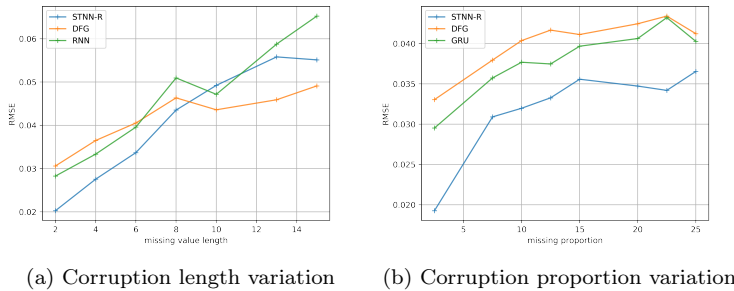 STNN-R
DFG
RNN
0.06
0.05
0.04
0.03
0.02
RMSE
2 4 6 8 10 12 14
missing value length
(a) Corruption length variation
STNN-R
DFG
GRU
0.040
0.035
0.030
0.025
0.020
RMSE
5 10 15 20 25
missing proportion
(b) Corruption proportion variation